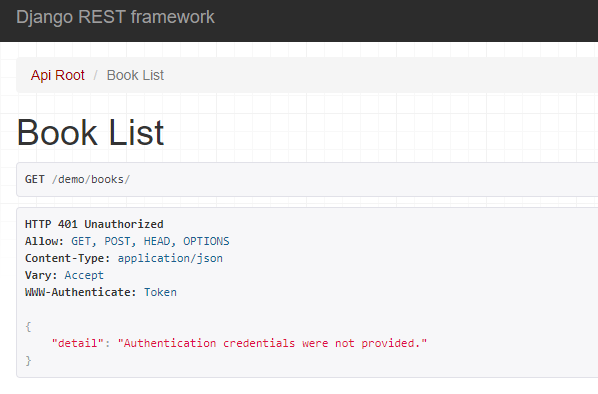 Django REST framework
Api Root / Book List
Book List
GET /demo/books/
HTTP 401 Unauthorized
Allow: GET, POST, HEAD, OPTIONS
Content-Type: application/json
Vary: Accept
WWW-Authenticate: Token
{
    "detail": "Authentication credentials were not provided."
}